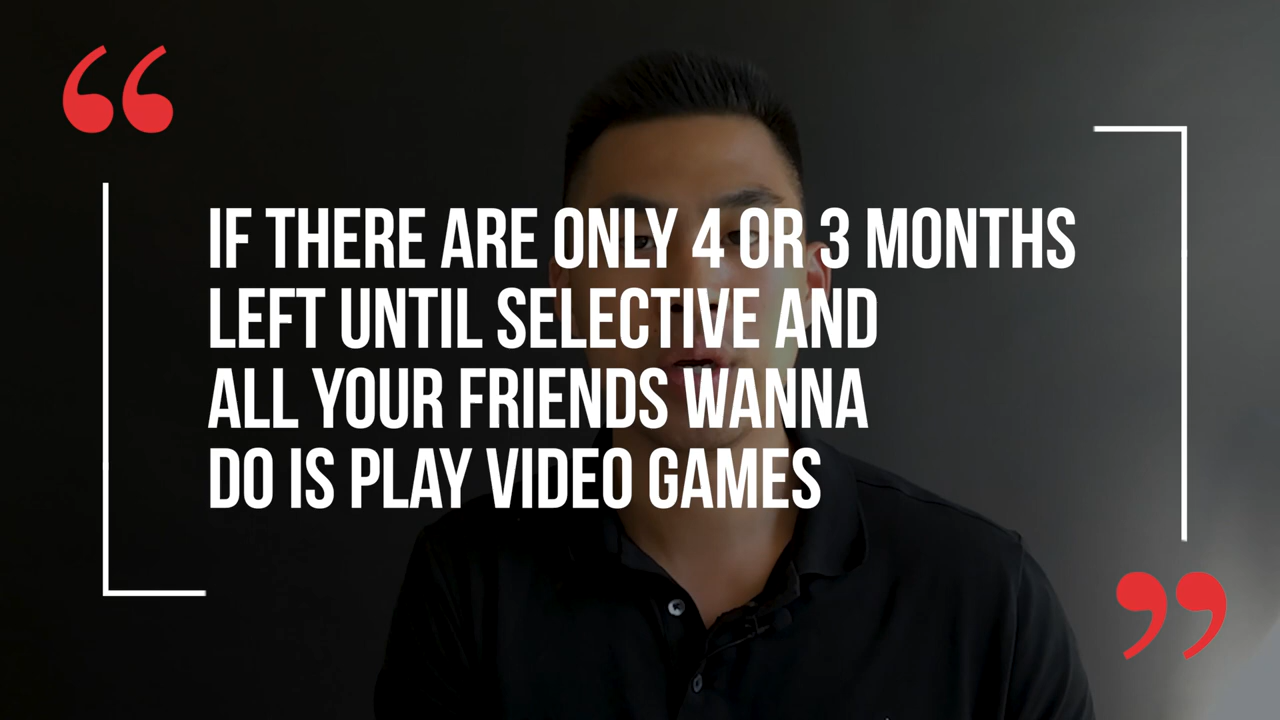 “
IF THERE ARE ONLY 4 OR 3 MONTHS
LEFT UNTIL SELECTIVE AND
ALL YOUR FRIENDS WANNA
DO IS PLAY VIDEO GAMES
”